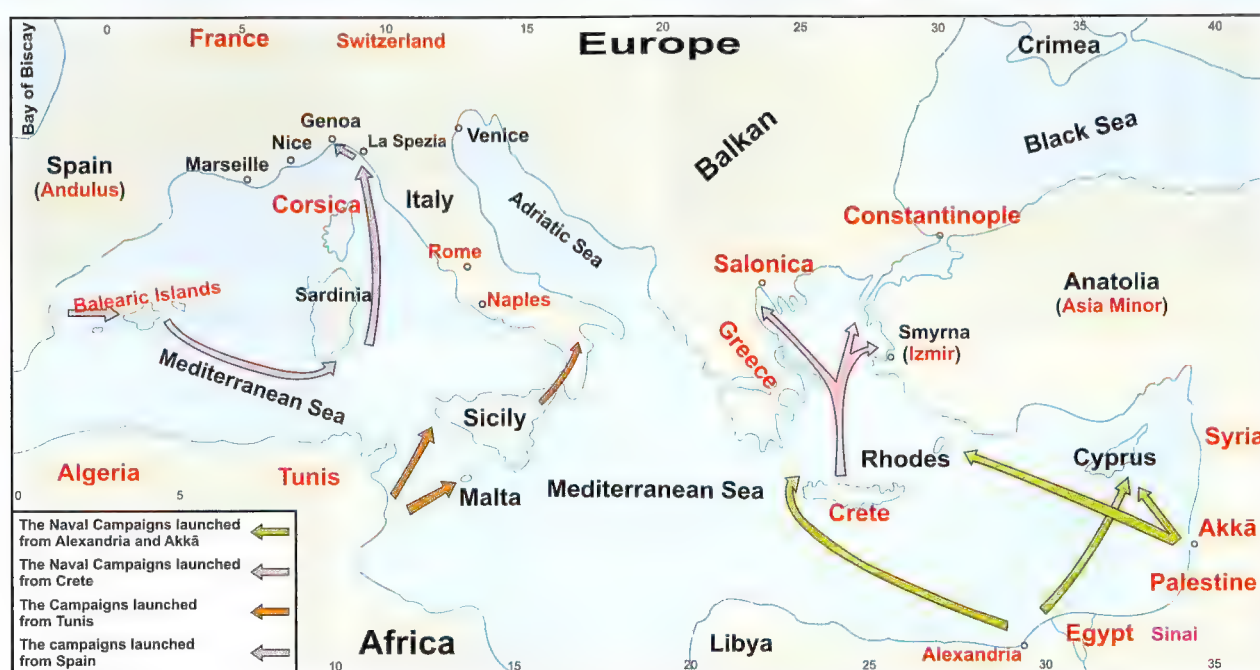 0
5
10
15
20
25
30
35
40
France
Switzerland
Europe
Crimea
Bay of Biscay
Genoa
Nice
La Spezia
Venice
Marseille
Spain
(Andulus)
Corsica
Italy
Adriatic Sea
Balkan
Black Sea
Constantinople
Rome
Salonica
Anatolia
(Asia Minor)
Balearic Islands
Sardinia
Naples
Smyrna
(Izmir)
Greece
Mediterranean Sea
Sicily
Algeria
Tunis
Malta
Mediterranean Sea
Rhodes
Cyprus
Syria
Crete
Akkā
Palestine
0
5
The Naval Campaigns launched
from Alexandria and Akkā
The Naval Campaigns launched
from Crete
The Campaigns launched
from Tunis
The campaigns launched
from Spain
Africa
Libya
Egypt
Sinai
Alexandria
10
20
25
30
35